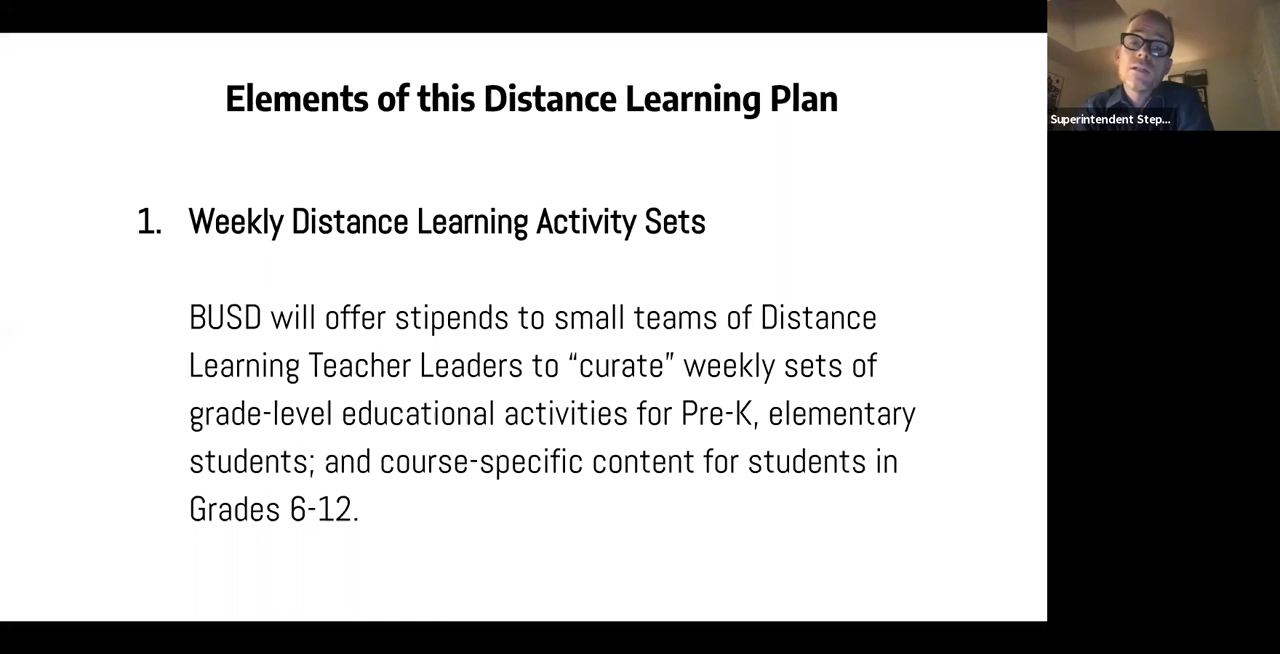 Elements of this Distance Learning Plan
Superintendent Step...
1. Weekly Distance Learning Activity Sets
BUSD will offer stipends to small teams of Distance
Learning Teacher Leaders to “curate” weekly sets of
grade-level educational activities for Pre-K, elementary
students; and course-specific content for students in
Grades 6-12.